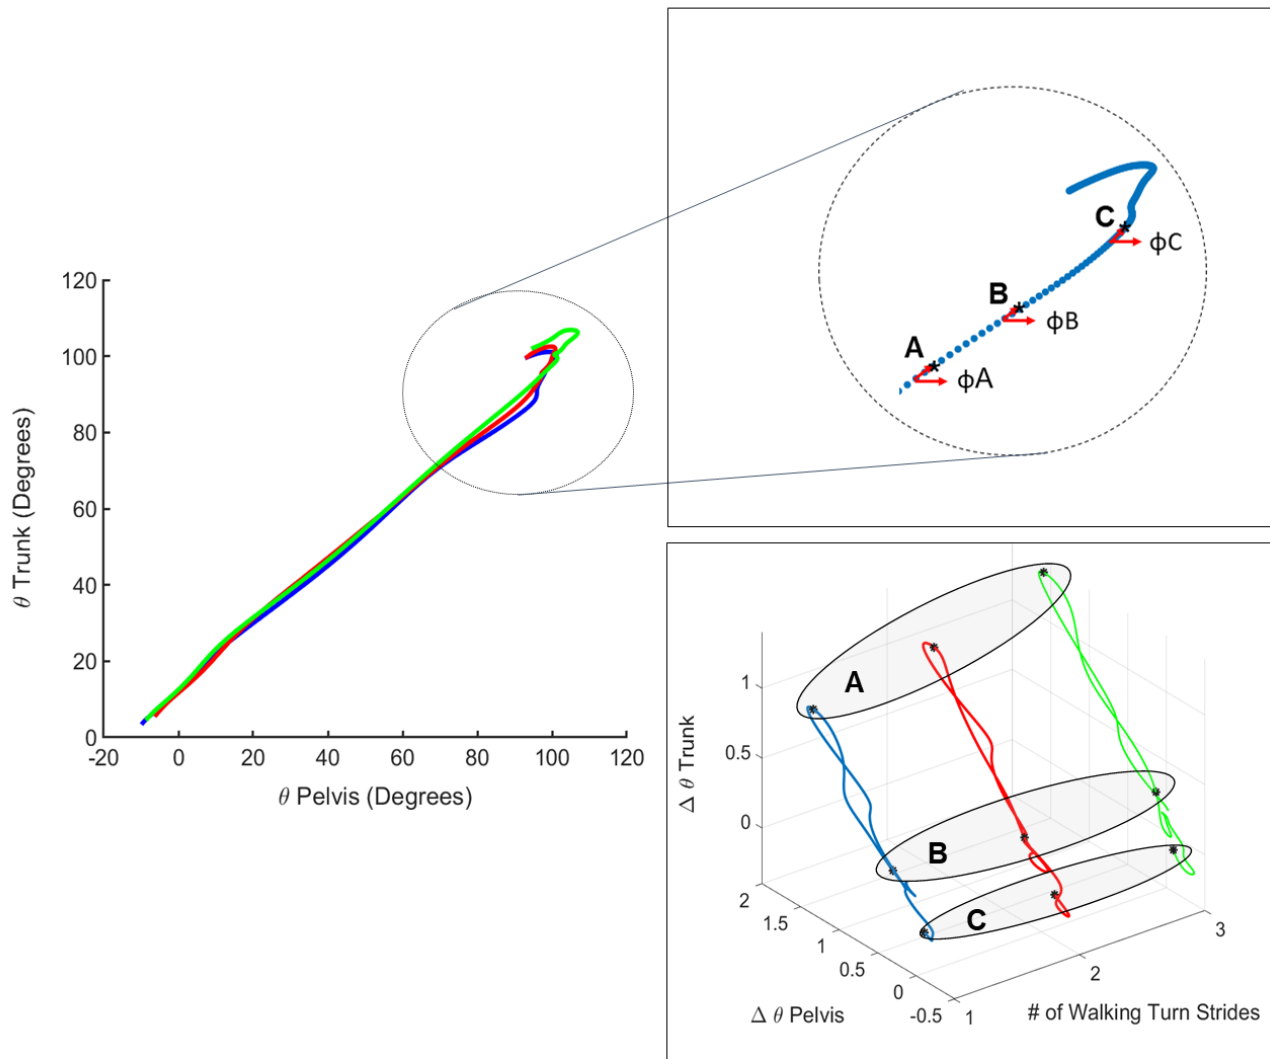 120
100
80
60
40
20
0
-20
0
20
40
60
80
100
120
θ Trunk (Degrees)
θ Pelvis (Degrees)
C
ϕC
B
ϕB
A
ϕA
A
B
C
1
0.5
0
Δ θ Trunk
2
1.5
1
0.5
0
-0.5
Δ θ Pelvis
1
2
3
# of Walking Turn Strides